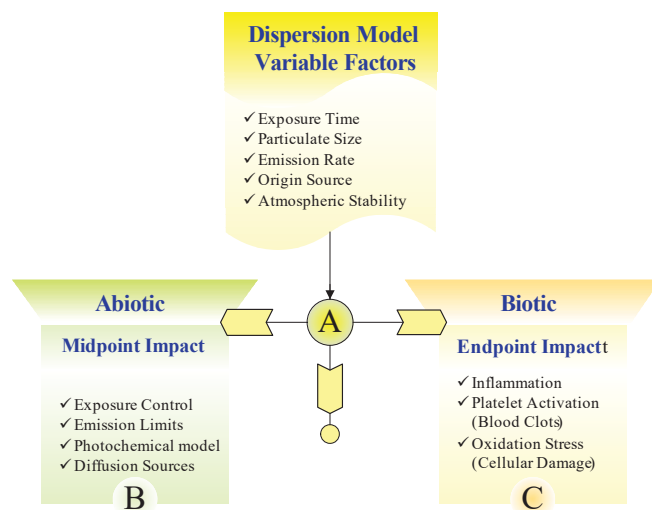 Dispersion Model
Variable Factors
✓ Exposure Time
✓ Particulate Size
✓ Emission Rate
✓ Origin Source
✓ Atmospheric Stability
A
Abiotic
Midpoint Impact
✓ Exposure Control
✓ Emission Limits
✓ Photochemical model
✓ Diffusion Sources
B
Biotic
Endpoint Impactt
✓ Inflammation
✓ Platelet Activation
(Blood Clots)
✓ Oxidation Stress
(Cellular Damage)
C